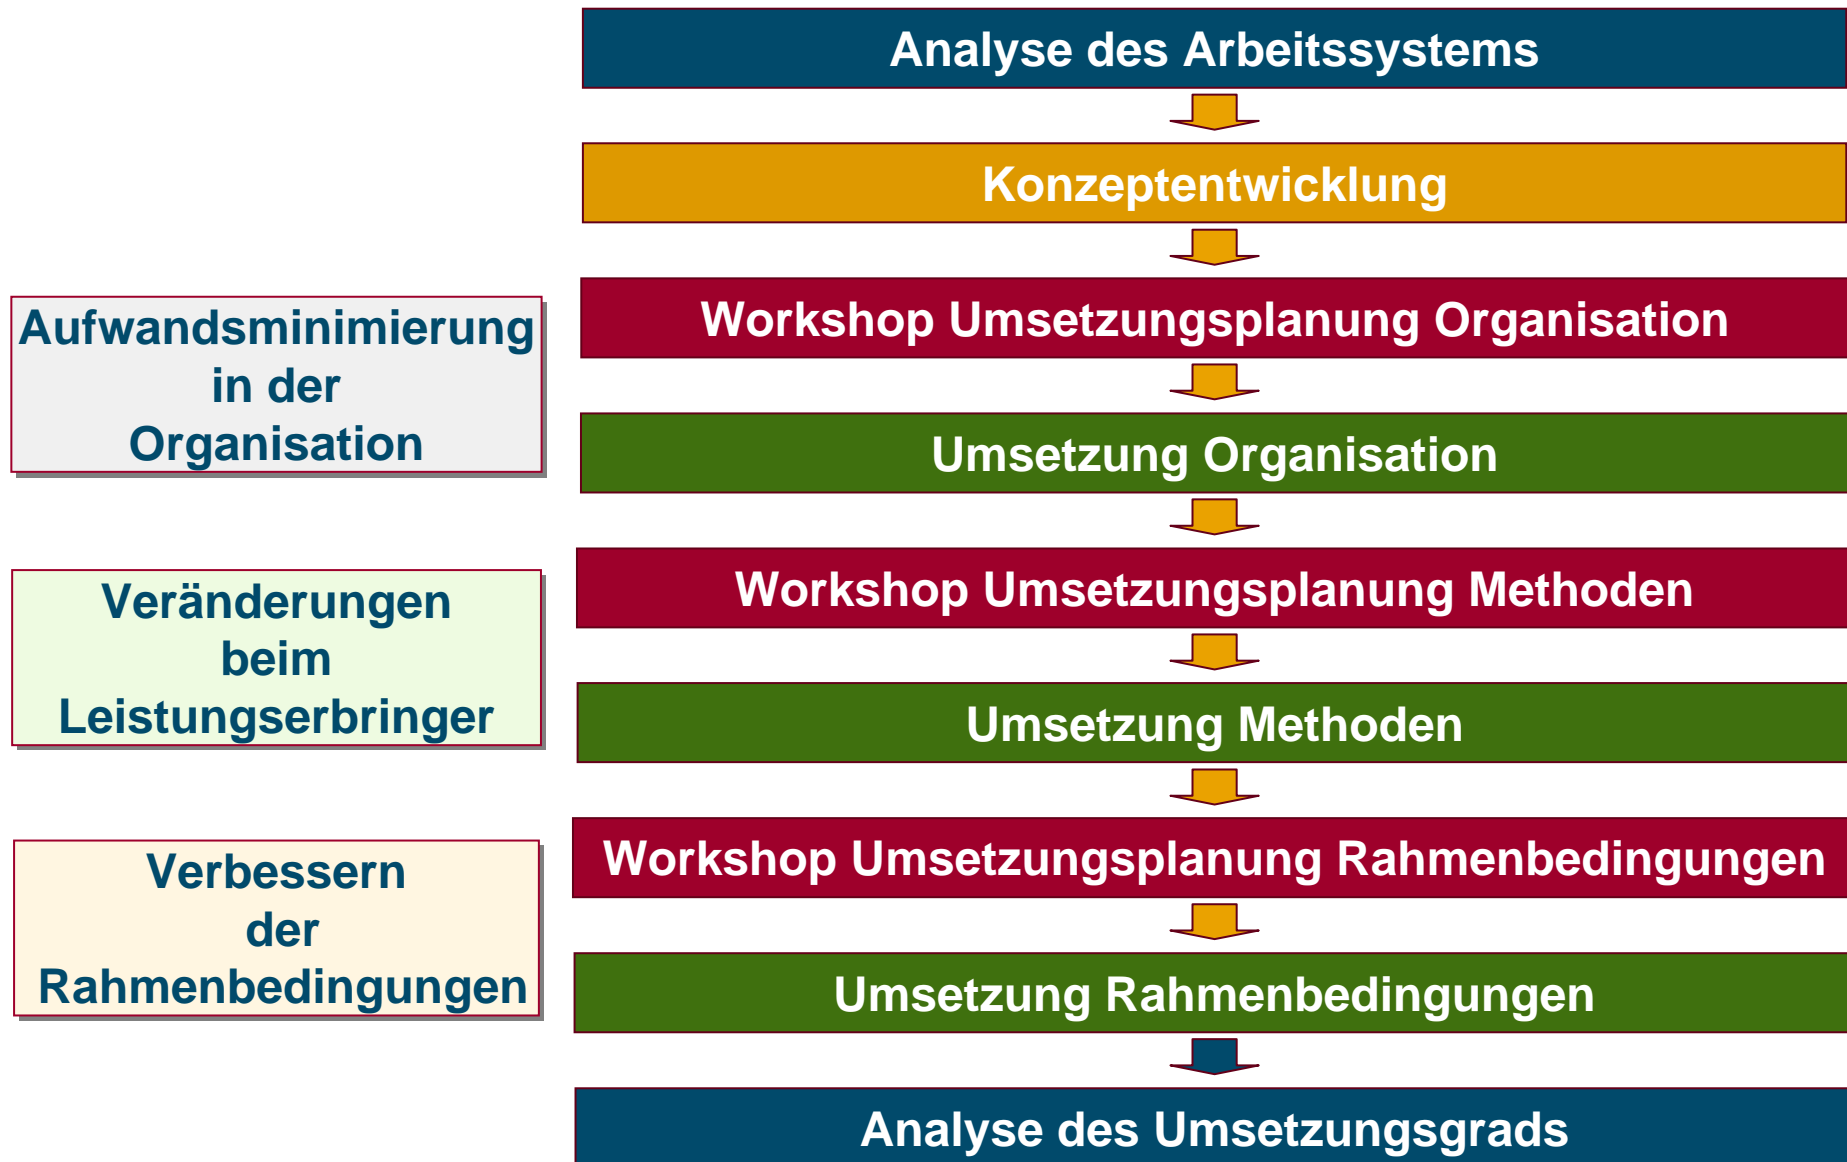 Analyse des Arbeitssystems
Konzeptentwicklung
Aufwandsminimierung
in der
Organisation
Workshop Umsetzungsplanung Organisation
Umsetzung Organisation
Veränderungen
beim
Leistungserbringer
Workshop Umsetzungsplanung Methoden
Umsetzung Methoden
Verbessern
der
Rahmenbedingungen
Workshop Umsetzungsplanung Rahmenbedingungen
Umsetzung Rahmenbedingungen
Analyse des Umsetzungsgrads